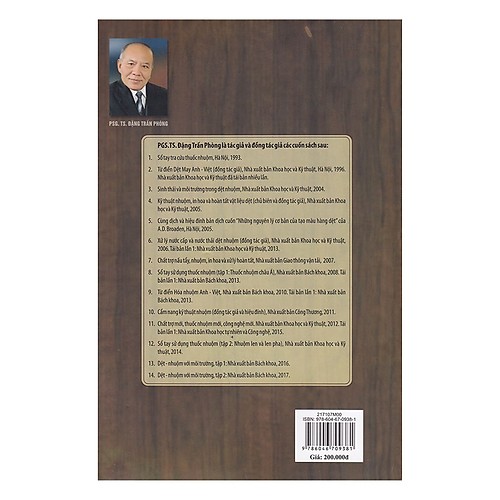 PGS. TS. ĐẶNG TRẤN PHÒNG
PGS.TS. Đặng Trấn Phòng là tác giả và đồng tác giả các cuốn sách sau:
1. Sổ tay tra cứu thuốc nhuộm, Hà Nội, 1993.
2. Từ điển Dệt May Anh - Việt (đồng tác giả), Nhà xuất bản Khoa học và Kỹ thuật, Hà Nội, 1996.
Nhà xuất bản Khoa học và Kỹ thuật đã tái bản nhiều lần.
3. Sinh thái và môi trường trong dệt nhuộm, Nhà xuất bản Khoa học và Kỹ thuật, 2004.
4. Kỹ thuật nhuộm, in hoa và hoàn tất vật liệu dệt (chủ biên và đồng tác giả), Nhà xuất bản Khoa học và
Kỹ thuật, 2005.
5. Cùng dịch và hiệu đính bản dịch cuốn "Những nguyên lý cơ bản của tạo màu hàng dệt" của
A.D. Broaden, Hà Nội, 2005.
6. Xử lý nước cấp và nước thải dệt nhuộm (đồng tác giả), Nhà xuất bản Khoa học và Kỹ thuật,
2006. Tái bản lần 1: Nhà xuất bản Khoa học và Kỹ thuật, 2013.
7. Chất trợ nấu tẩy, nhuộm, in hoa và xử lý hoàn tất, Nhà xuất bản Giao thông vận tải, 2007.
8. Sổ tay sử dụng thuốc nhuộm (tập 1: Thuốc nhuộm châu Á), Nhà xuất bản Bách khoa, 2008. Tái
bản lần 1: Nhà xuất bản Bách khoa, 2013.
9. Từ điển Hóa nhuộm Anh - Việt, Nhà xuất bản Bách khoa, 2010. Tái bản lần 1: Nhà xuất bản Bách
khoa, 2013.
10. Cẩm nang kỹ thuật nhuộm (đồng tác giả và hiệu đính), Nhà xuất bản Công Thương, 2011.
11. Chất trợ mới, thuốc nhuộm mới, công nghệ mới, Nhà xuất bản Khoa học và Kỹ thuật, 2012. Tái
bản lần 1: Nhà xuất bản Khoa học tự nhiên và Công nghệ, 2015.
12. Sổ tay sử dụng thuốc nhuộm (tập 2: Nhuộm len và len pha), Nhà xuất bản Khoa học và Kỹ
thuật, 2014.
13. Dệt - nhuộm với môi trường, tập 1: Nhà xuất bản Bách khoa, 2016.
14. Dệt - nhuộm với môi trường, tập 2: Nhà xuất bản Bách khoa, 2017.
217107M00
ISBN: 978-604-67-0938-1
9 786046 709381
Giá: 200.000đ